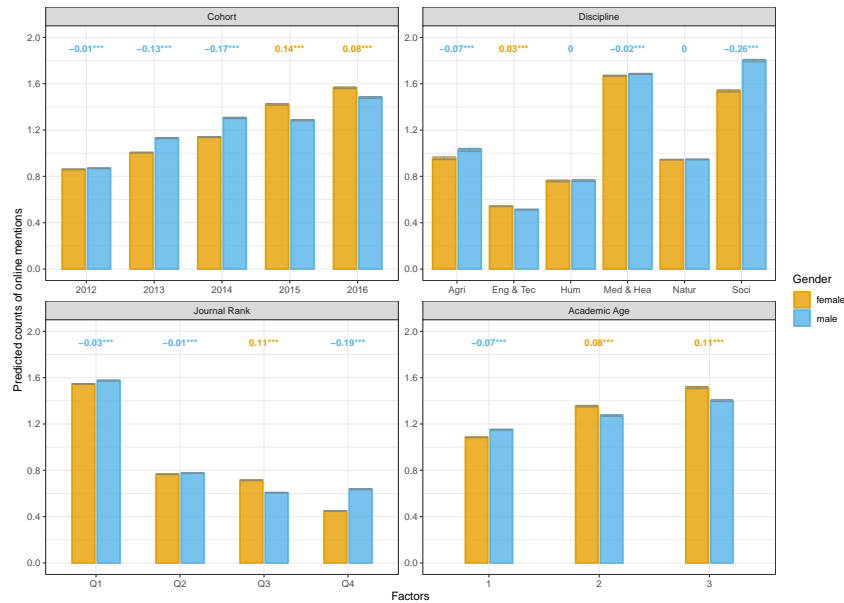 Cohort
Discipline
2.0
−0.01***
−0.13***
−0.17***
0.14***
0.08***
2.0
−0.07***
0.03***
0
−0.02***
0
−0.26***
1.6
1.2
0.8
0.4
0.0
1.6
1.2
0.8
0.4
0.0
2012
2013
2014
2015
2016
Agri
Eng & Tec
Hum
Med & Hea
Natur
Soci
Predicted counts of online mentions
Gender
female
male
Journal Rank
Academic Age
2.0
−0.03***
−0.01***
0.11***
−0.19***
2.0
−0.07***
0.08***
0.11***
1.6
1.2
0.8
0.4
0.0
1.6
1.2
0.8
0.4
0.0
Q1
Q2
Q3
Q4
1
2
3
Factors